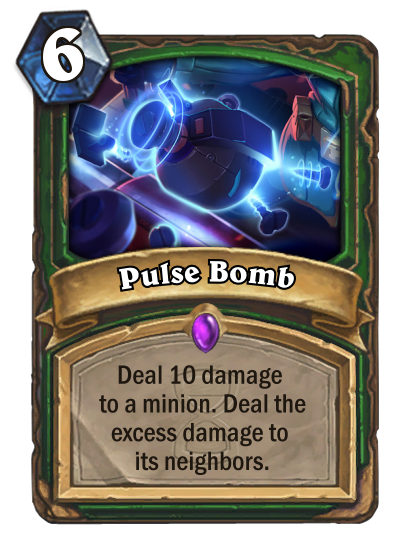 6
Pulse Bomb
Deal 10 damage
to a minion. Deal the
excess damage to
its neighbors.